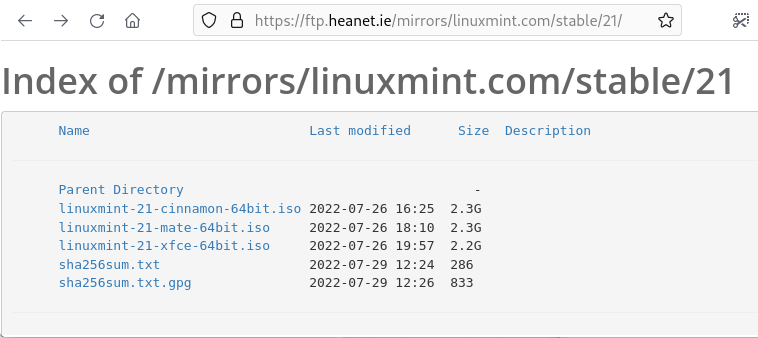 https://ftp.heanet.ie/mirrors/linuxmint.com/stable/21/
Index of /mirrors/linuxmint.com/stable/21
Name Last modified Size Description
Parent Directory -
linuxmint-21-cinnamon-64bit.iso 2022-07-26 16:25 2.3G
linuxmint-21-mate-64bit.iso 2022-07-26 18:10 2.3G
linuxmint-21-xfce-64bit.iso 2022-07-26 19:57 2.2G
sha256sum.txt 2022-07-29 12:24 286
sha256sum.txt.gpg 2022-07-29 12:26 833